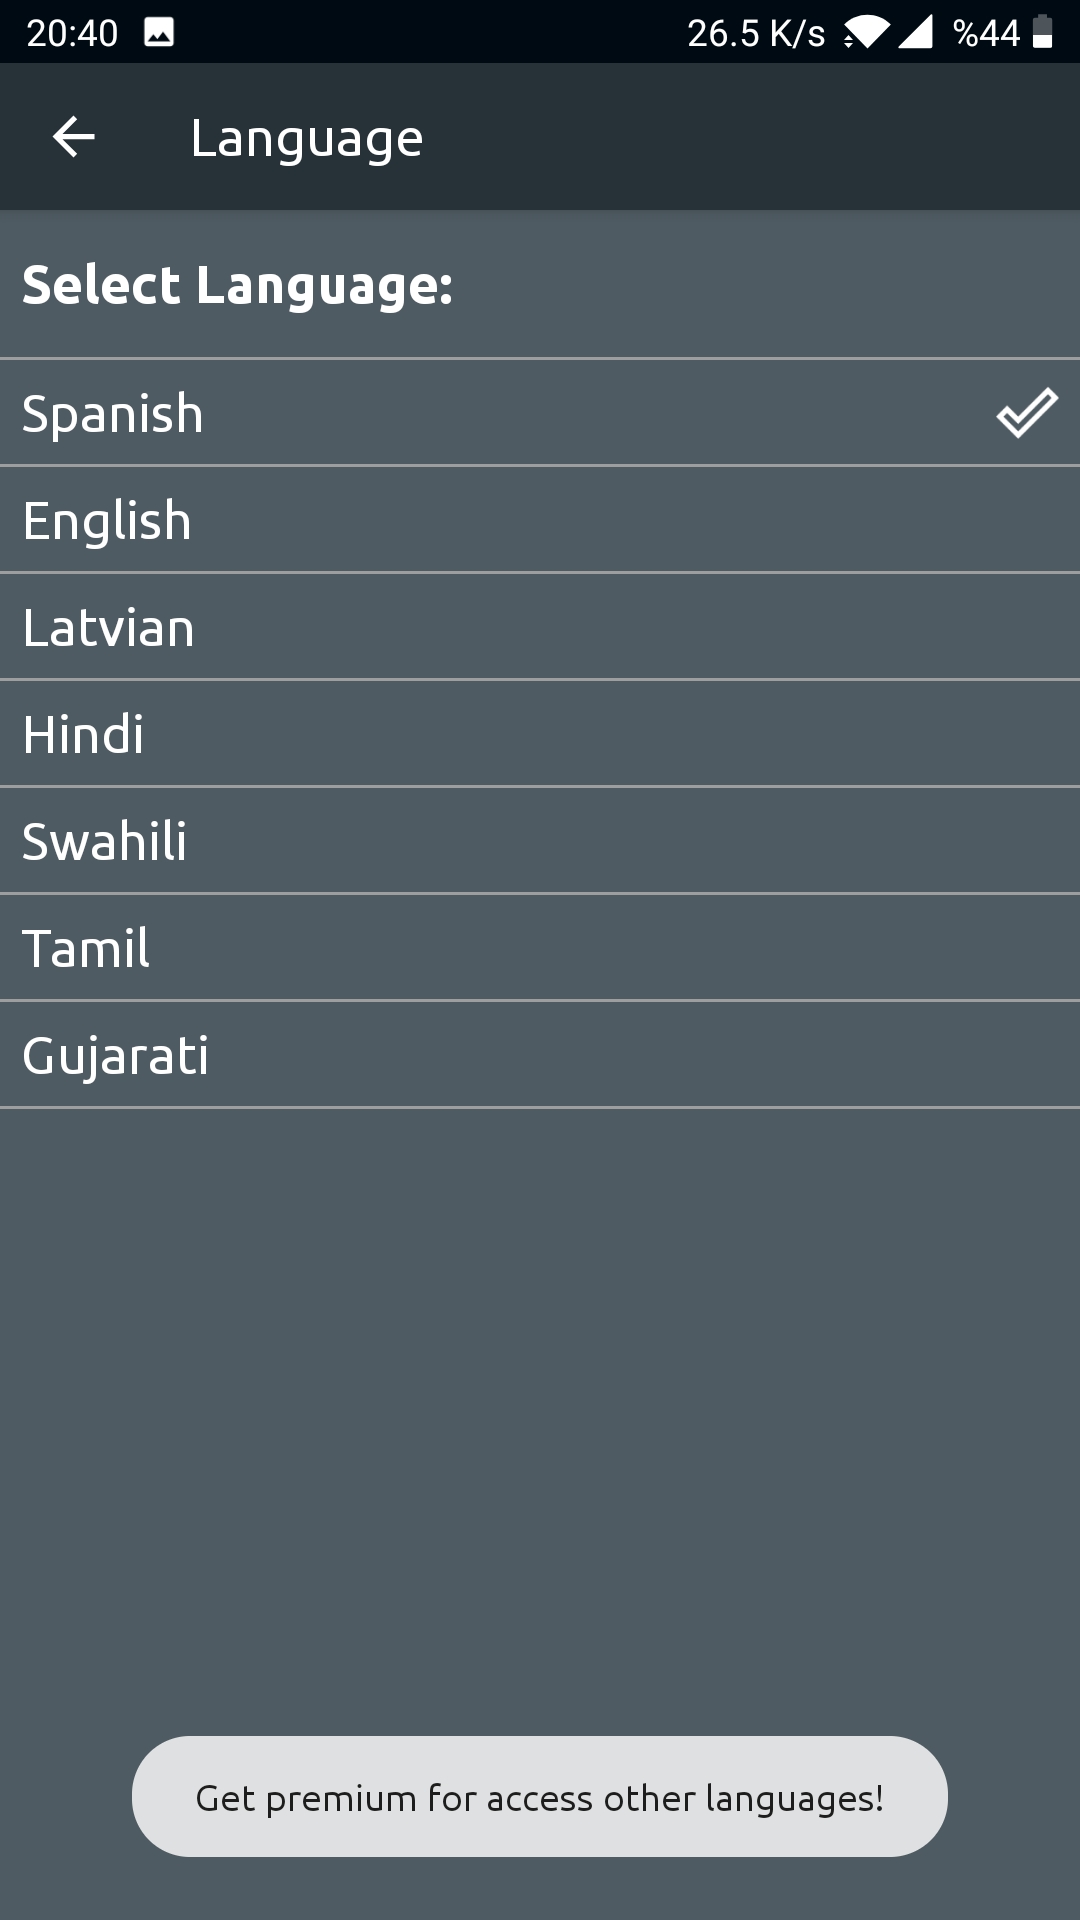 20:40 26.5 K/s %44
Language
Select Language:
Spanish
English
Latvian
Hindi
Swahili
Tamil
Gujarati
Get premium for access other languages!